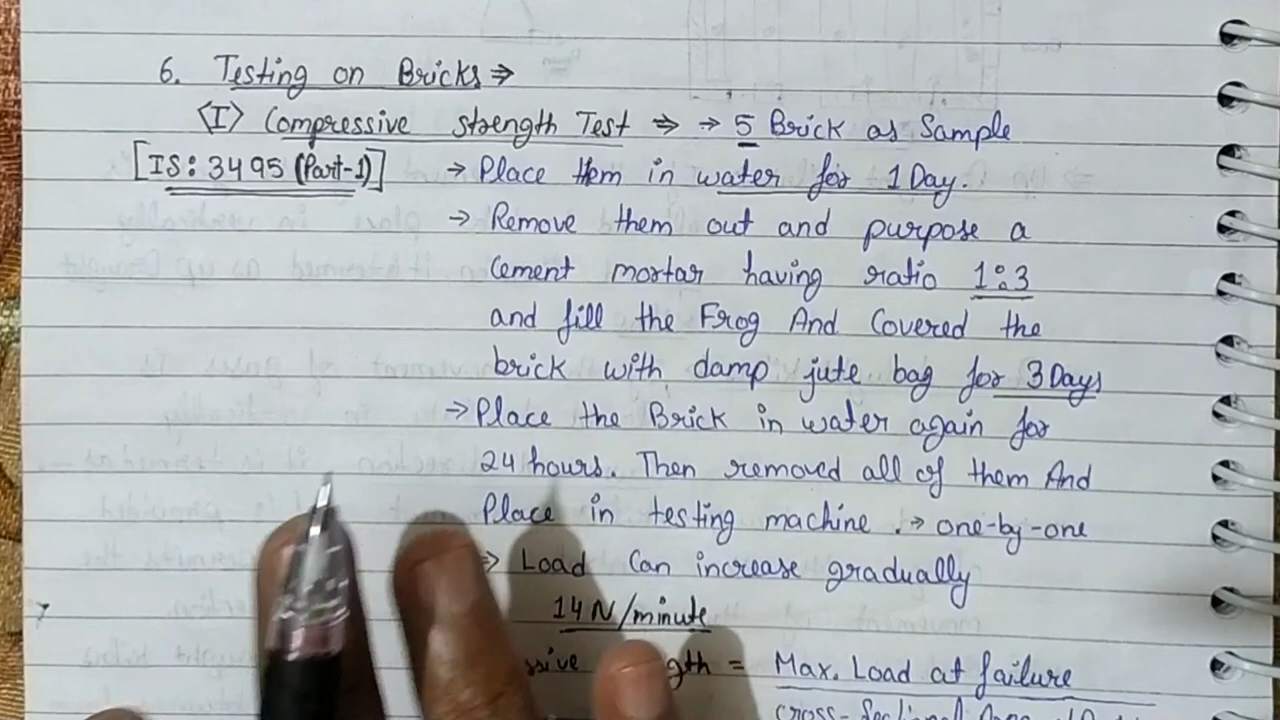 6. Testing on Bricks ⇒
<I> Compressive strength Test ⇒ → 5 Brick as Sample
[IS: 3495 (Part-1)] → Place them in water for 1 Day.
→ Remove them out and purpose a
Cement mortar having ratio 1:3
and fill the Frog And Covered the
brick with damp jute bag for 3 Days
→ Place the Brick in water again for
24 hours. Then removed all of them And
Place in testing machine. → one-by-one
⇒ Load Can increase gradually
14 N/minute
= Max. Load at failure
Cross-Sectional Area